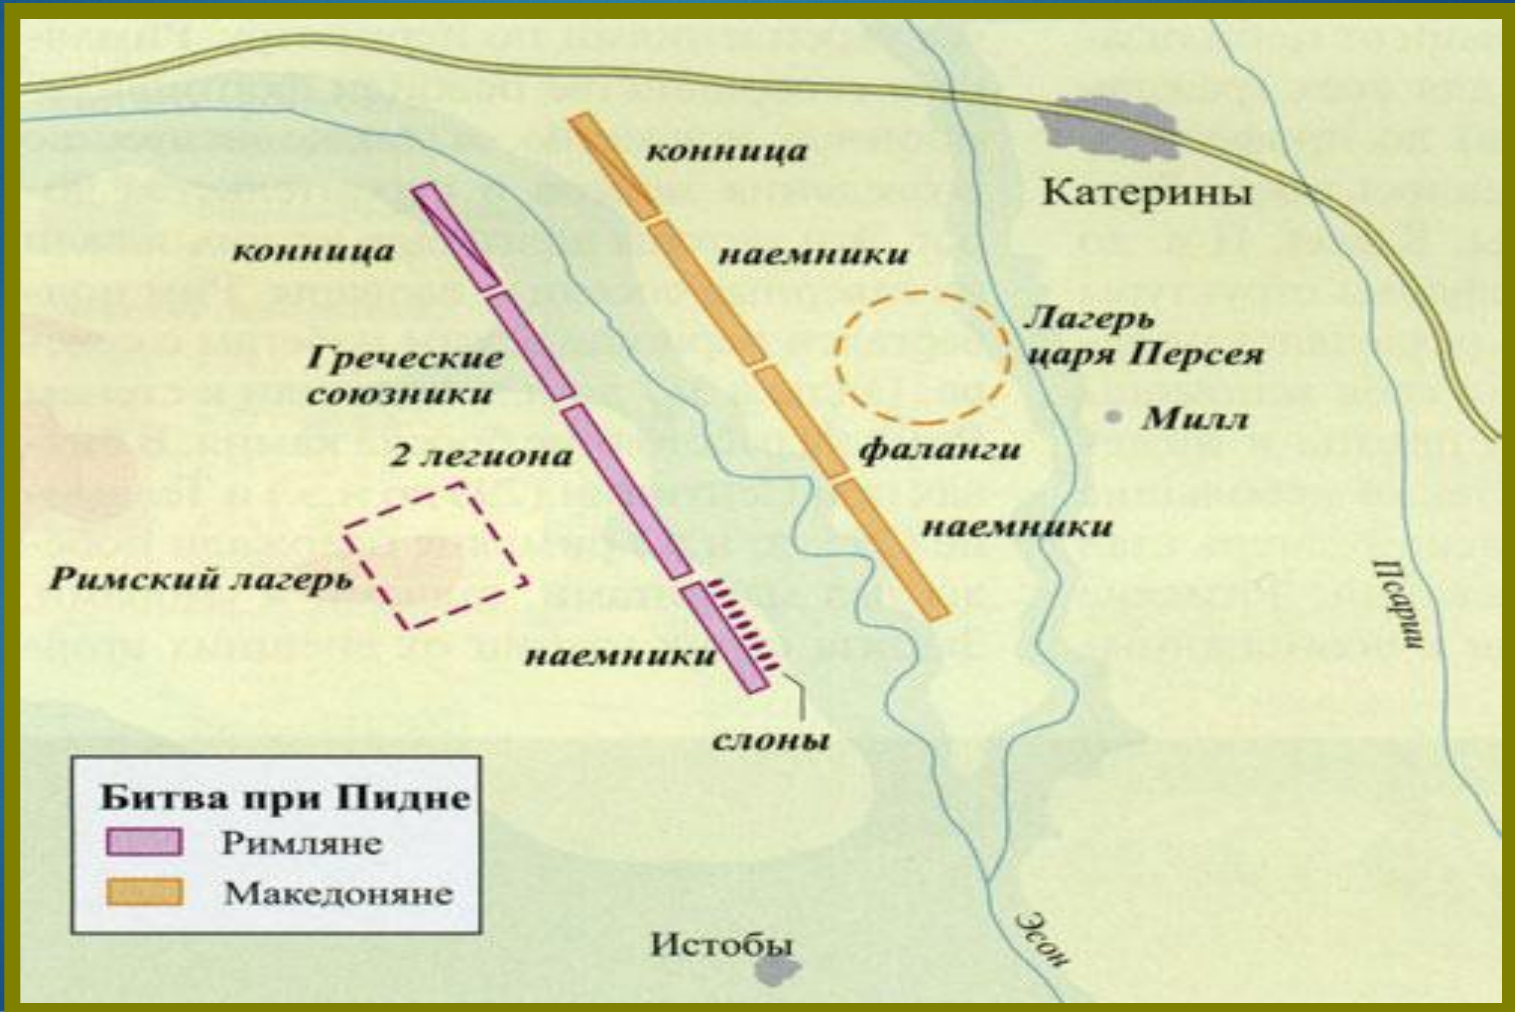 конница
Катерины
конница
наемники
Лагерь
царя Персея
Греческие
союзники
Милл
2 легиона
фаланги
наемники
Римский лагерь
Псарии
наемники
слоны
Битва при Пидне
Римляне
Македоняне
Эсон
Истобы